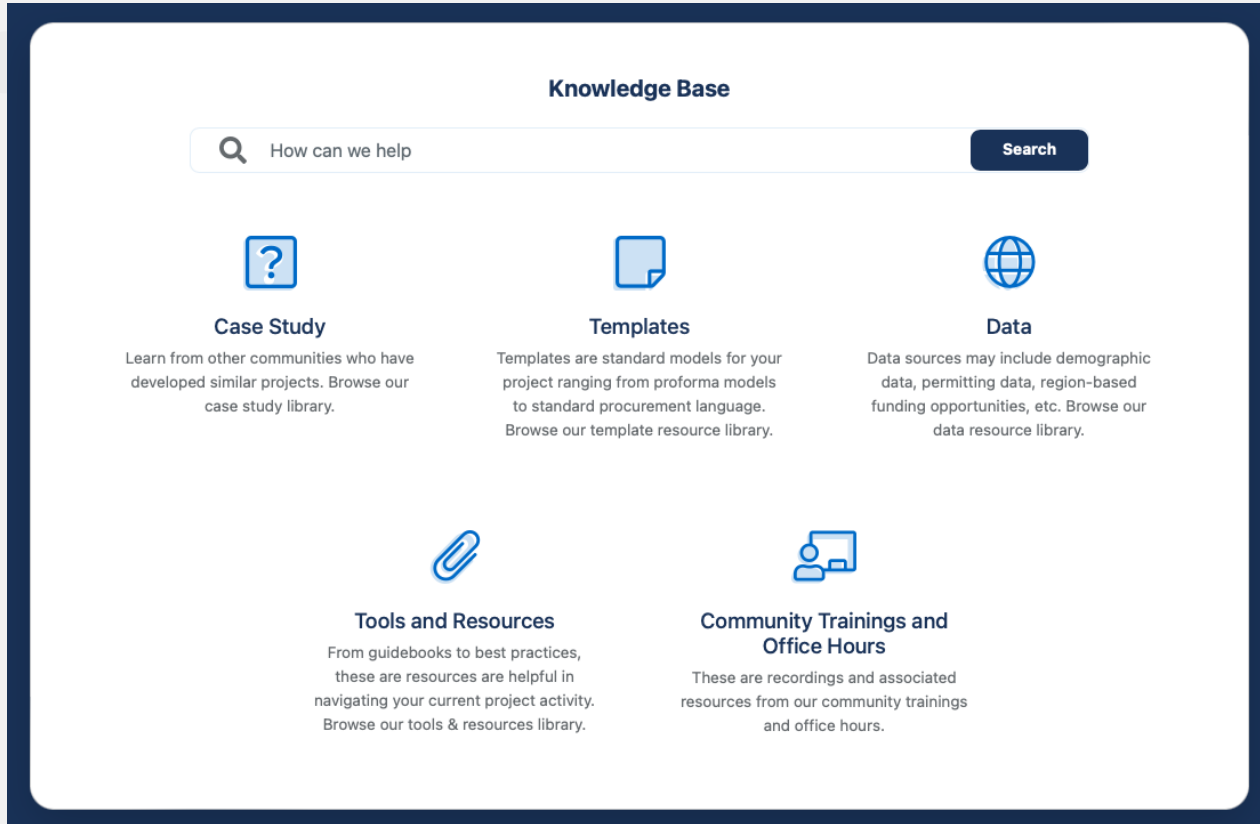 Knowledge Base
How can we help
Search
?
Case Study
Learn from other communities who have
developed similar projects. Browse our
case study library.
Templates
Templates are standard models for your
project ranging from proforma models
to standard procurement language.
Browse our template resource library.
Data
Data sources may include demographic
data, permitting data, region-based
funding opportunities, etc. Browse our
data resource library.
Tools and Resources
From guidebooks to best practices,
these are resources are helpful in
navigating your current project activity.
Browse our tools & resources library.
Community Trainings and
Office Hours
These are recordings and associated
resources from our community trainings
and office hours.